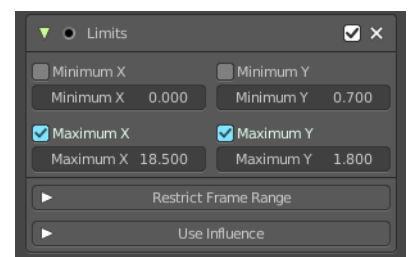 Limits
Minimum X Minimum Y
Minimum X 0.000 Minimum Y 0.700
Maximum X Maximum Y
Maximum X 18.500 Maximum Y 1.800
Restrict Frame Range
Use Influence